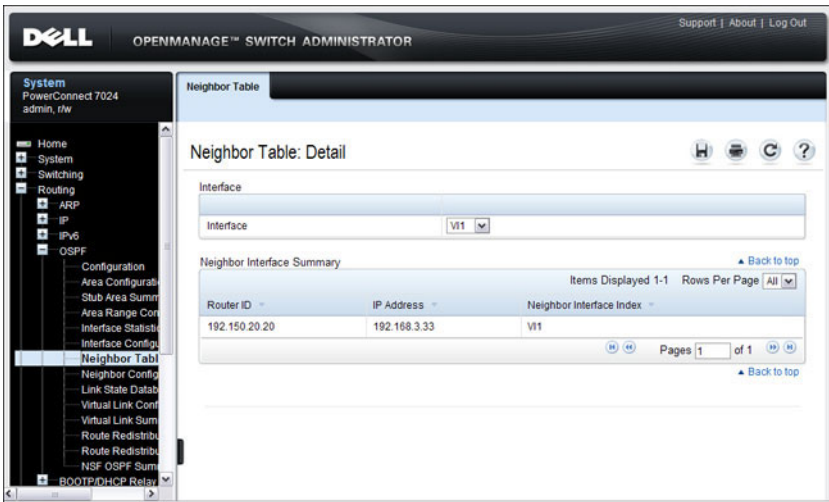 Support | About | Log Out
DELL OPENMANAGE™ SWITCH ADMINISTRATOR
System
PowerConnect 7024
admin, r/w
Neighbor Table
Home
System
Switching
Routing
ARP
IP
IPv6
OSPF
Configuration
Area Configurati
Stub Area Summ
Area Range Con
Interface Statistic
Interface Configu
Neighbor Tabl
Neighbor Config
Link State Datab
Virtual Link Conf
Virtual Link Sum
Route Redistribu
Route Redistribu
NSF OSPF Sum
BOOTP/DHCP Relay
Neighbor Table: Detail
Interface
Interface Vl1
Neighbor Interface Summary Back to top
Items Displayed 1-1 Rows Per Page All
Router ID IP Address Neighbor Interface Index
192.150.20.20 192.168.3.33 Vl1
Pages 1 of 1
Back to top